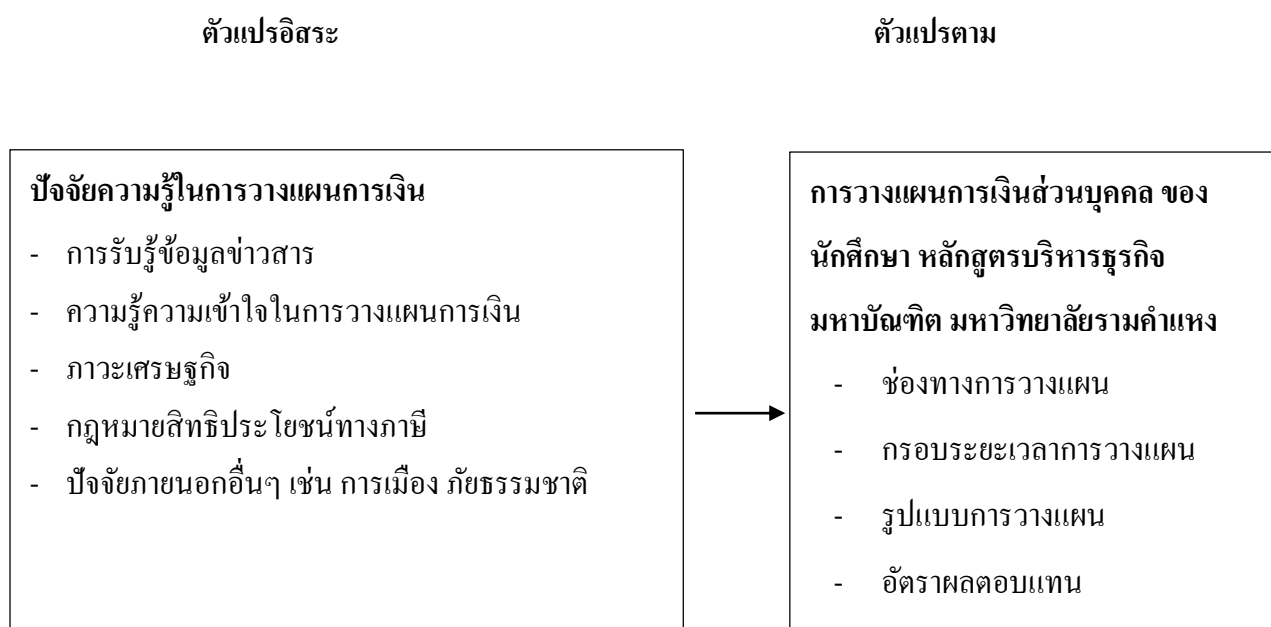 ตัวแปรอิสระ
ตัวแปรตาม
ปัจจัยความรู้ในการวางแผนการเงิน
- การรับรู้ข้อมูลข่าวสาร
- ความรู้ความเข้าใจในการวางแผนการเงิน
- ภาวะเศรษฐกิจ
- กฎหมายสิทธิประโยชน์ทางภาษี
- ปัจจัยภายนอกอื่นๆ เช่น การเมือง ภัยธรรมชาติ
การวางแผนการเงินส่วนบุคคล ของ
นักศึกษา หลักสูตรบริหารธุรกิจ
มหาบัณฑิต มหาวิทยาลัยรามคำแหง
- ช่องทางการวางแผน
- กรอบระยะเวลาการวางแผน
- รูปแบบการวางแผน
- อัตราผลตอบแทน